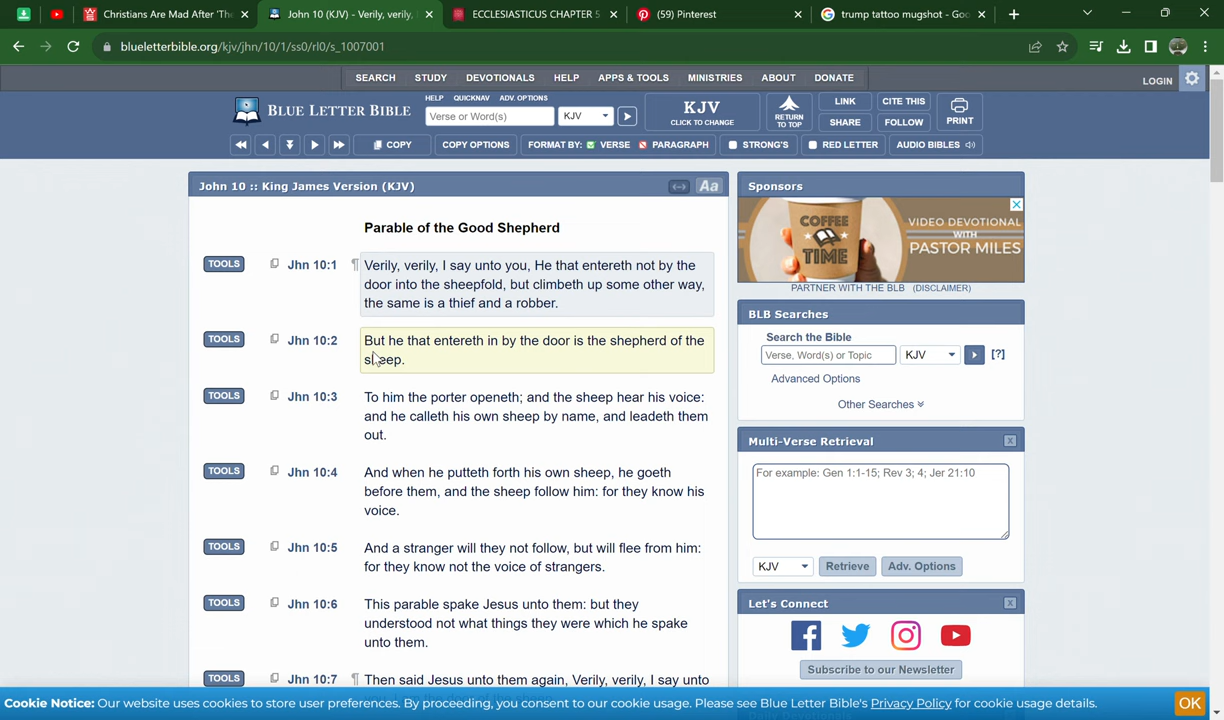 Christians Are Mad After 'The
John 10 (KJV) - Verily, verily,
ECCLESIASTICUS CHAPTER 5
(59) Pinterest
trump tattoo mugshot - Goo
blueletterbible.org/kjv/jhn/10/1/ss0/rl0/s_1007001
SEARCH STUDY DEVOTIONALS HELP APPS & TOOLS MINISTRIES ABOUT DONATE
LOGIN
BLUE LETTER BIBLE
HELP QUICKNAV ADV. OPTIONS
Verse or Word(s) KJV
KJV
CLICK TO CHANGE
RETURN
TO TOP
LINK
SHARE
CITE THIS
FOLLOW
PRINT
COPY COPY OPTIONS FORMAT BY: VERSE PARAGRAPH STRONG'S RED LETTER AUDIO BIBLES
John 10 :: King James Version (KJV)
Aa
Parable of the Good Shepherd
TOOLS Jhn 10:1 ¶ Verily, verily, I say unto you, He that entereth not by the
door into the sheepfold, but climbeth up some other way,
the same is a thief and a robber.
TOOLS Jhn 10:2 But he that entereth in by the door is the shepherd of the
sheep.
TOOLS Jhn 10:3 To him the porter openeth; and the sheep hear his voice:
and he calleth his own sheep by name, and leadeth them
out.
TOOLS Jhn 10:4 And when he putteth forth his own sheep, he goeth
before them, and the sheep follow him: for they know his
voice.
TOOLS Jhn 10:5 And a stranger will they not follow, but will flee from him:
for they know not the voice of strangers.
TOOLS Jhn 10:6 This parable spake Jesus unto them: but they
understood not what things they were which he spake
unto them.
TOOLS Jhn 10:7 ¶ Then said Jesus unto them again, Verily, verily, I say unto
you, I am the door of the sheep.
Sponsors
COFFEE
TIME
VIDEO DEVOTIONAL
WITH
PASTOR MILES
PARTNER WITH THE BLB (DISCLAIMER)
BLB Searches
Search the Bible
Verse, Word(s) or Topic KJV [?]
Advanced Options
Other Searches
Multi-Verse Retrieval
For example: Gen 1:1-15; Rev 3; 4; Jer 21:10
KJV Retrieve Adv. Options
Let's Connect
Subscribe to our Newsletter
Cookie Notice: Our website uses cookies to store user preferences. By proceeding, you consent to our cookie usage. Please see Blue Letter Bible's Privacy Policy for cookie usage details.
OK